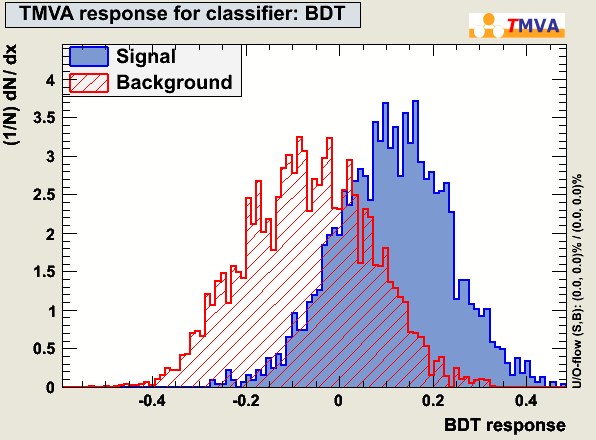 TMVA response for classifier: BDT
TMVA
Signal
Background
(1/N) dN / dx
4
3.5
3
2.5
2
1.5
1
0.5
0
-0.4
-0.2
0
0.2
0.4
BDT response
U/O-flow (S,B): (0.0, 0.0)% / (0.0, 0.0)%